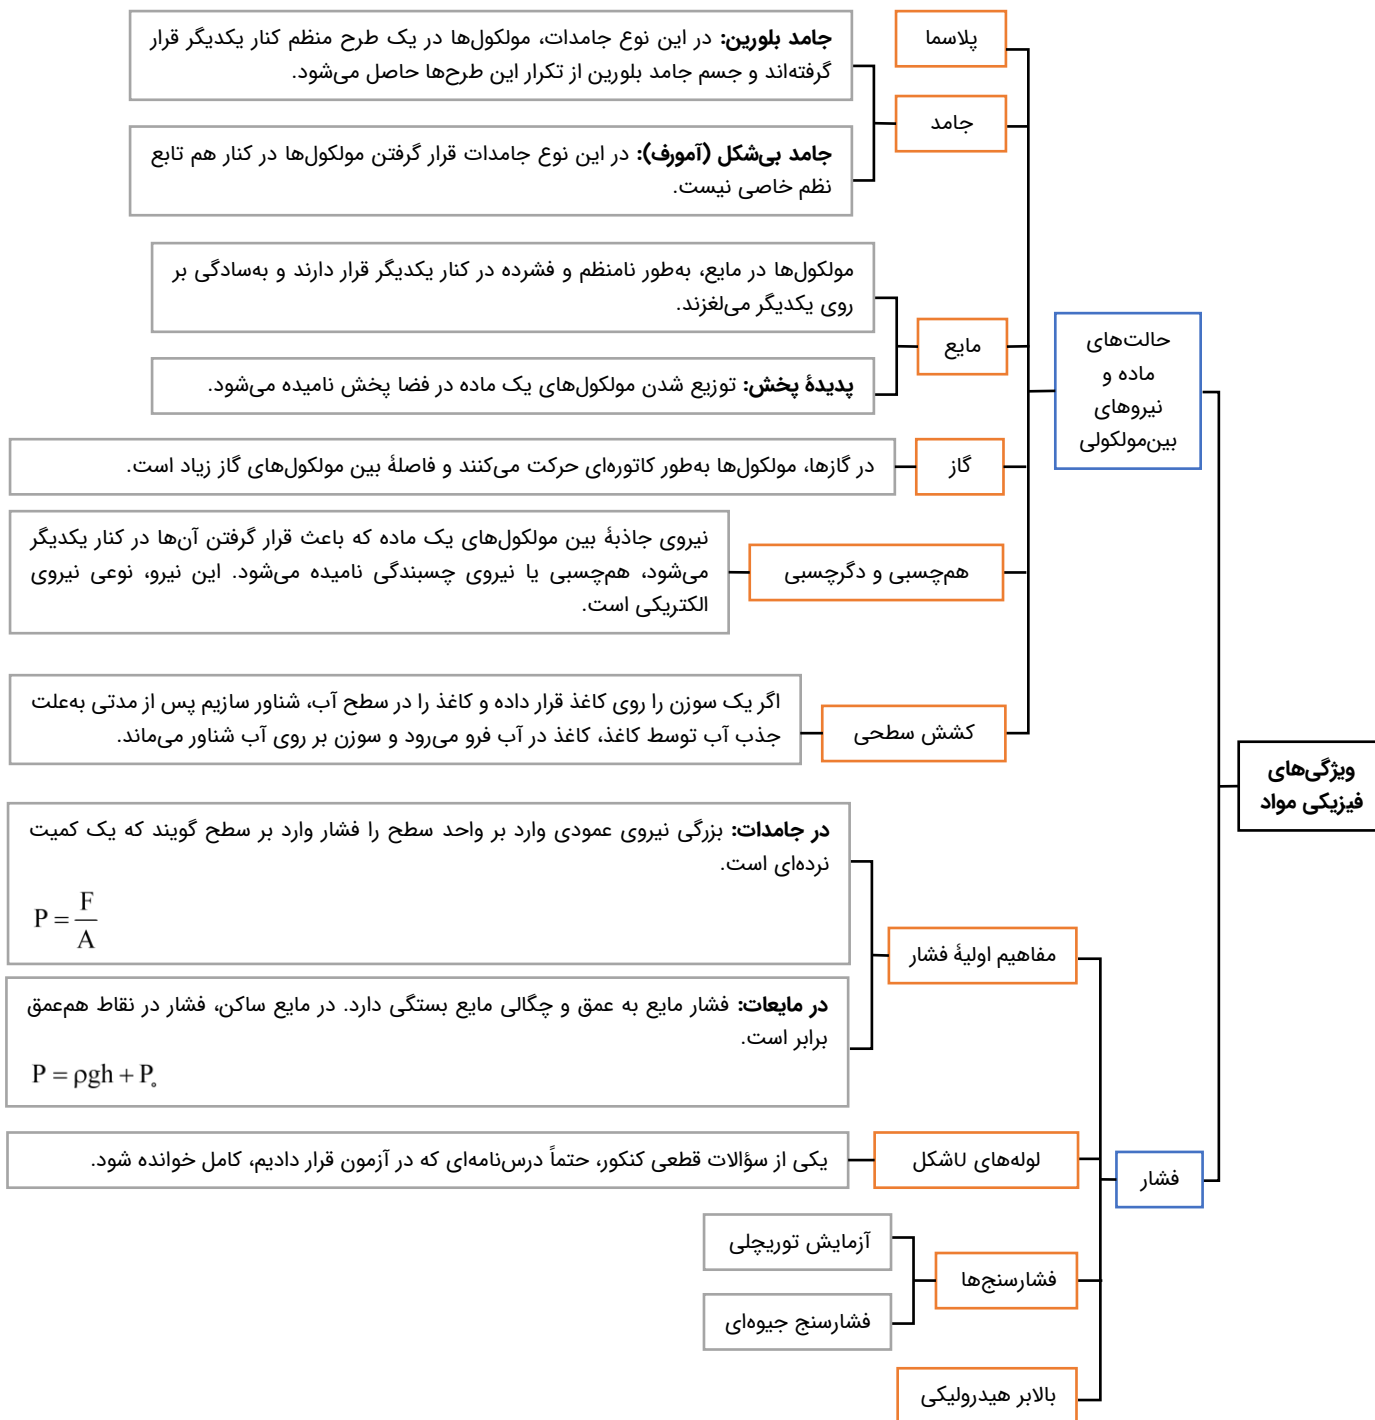 ویژگی‌های
فیزیکی مواد
حالت‌های
ماده و
نیروهای
بین‌مولکولی
پلاسما
جامد
جامد بلورین: در این نوع جامدات، مولکول‌ها در یک طرح منظم کنار یکدیگر قرار
گرفته‌اند و جسم جامد بلورین از تکرار این طرح‌ها حاصل می‌شود.
جامد بی‌شکل (آمورف): در این نوع جامدات قرار گرفتن مولکول‌ها در کنار هم تابع
نظم خاصی نیست.
مایع
مولکول‌ها در مایع، به‌طور نامنظم و فشرده در کنار یکدیگر قرار دارند و به‌سادگی بر
روی یکدیگر می‌لغزند.
پدیدهٔ پخش: توزیع شدن مولکول‌های یک ماده در فضا پخش نامیده می‌شود.
گاز
در گازها، مولکول‌ها به‌طور کاتوره‌ای حرکت می‌کنند و فاصلهٔ بین مولکول‌های گاز زیاد است.
هم‌چسبی و دگرچسبی
نیروی جاذبهٔ بین مولکول‌های یک ماده که باعث قرار گرفتن آن‌ها در کنار یکدیگر
می‌شود، هم‌چسبی یا نیروی چسبندگی نامیده می‌شود. این نیرو، نوعی نیروی
الکتریکی است.
کشش سطحی
اگر یک سوزن را روی کاغذ قرار داده و کاغذ را در سطح آب، شناور سازیم پس از مدتی به‌علت
جذب آب توسط کاغذ، کاغذ در آب فرو می‌رود و سوزن بر روی آب شناور می‌ماند.
فشار
مفاهیم اولیهٔ فشار
در جامدات: بزرگی نیروی عمودی وارد بر واحد سطح را فشار وارد بر سطح گویند که یک کمیت
نرده‌ای است.
P = F/A
در مایعات: فشار مایع به عمق و چگالی مایع بستگی دارد. در مایع ساکن، فشار در نقاط هم‌عمق
برابر است.
P = ρgh + P₀
لوله‌های Uشکل
یکی از سؤالات قطعی کنکور، حتماً درس‌نامه‌ای که در آزمون قرار دادیم، کامل خوانده شود.
فشارسنج‌ها
آزمایش توریچلی
فشارسنج جیوه‌ای
بالابر هیدرولیکی